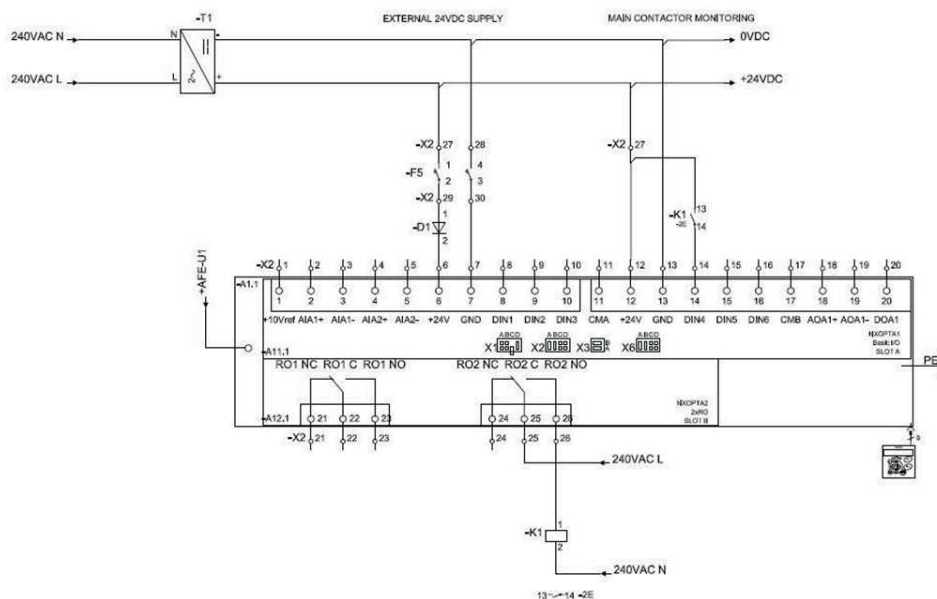 -T1 EXTERNAL 24VDC SUPPLY MAIN CONTACTOR MONITORING
240VAC N N - 0VDC
240VAC L L + +24VDC
-X2 27 28 -X2 27
1 4
-F5
2 3
-X2 29 30
1 -K1 13
-D1 -2E
2 14
+AFE-U1
-X2 1 2 3 4 5 6 7 8 9 10 11 12 13 14 15 16 17 18 19 20
-A1.1
1 2 3 4 5 6 7 8 9 10 11 12 13 14 15 16 17 18 19 20
+10Vref AIA1+ AIA1- AIA2+ AIA2- +24V GND DIN1 DIN2 DIN3 CMA +24V GND DIN4 DIN5 DIN6 CMB AOA1+ AOA1- DOA1
ABCD ABCD AB ABCD NXOPTA1
X1 X2 X3 X6 Basic I/O
-A11.1 SLOT A
RO1 NC RO1 C RO1 NO RO2 NC RO2 C RO2 NO PE
NXOPTA2
2xRO
-A12.1 21 22 23 24 25 26 SLOT B
-X2 21 22 23 24 25 26 9
240VAC L
1
-K1
2
240VAC N
13 14 -2E